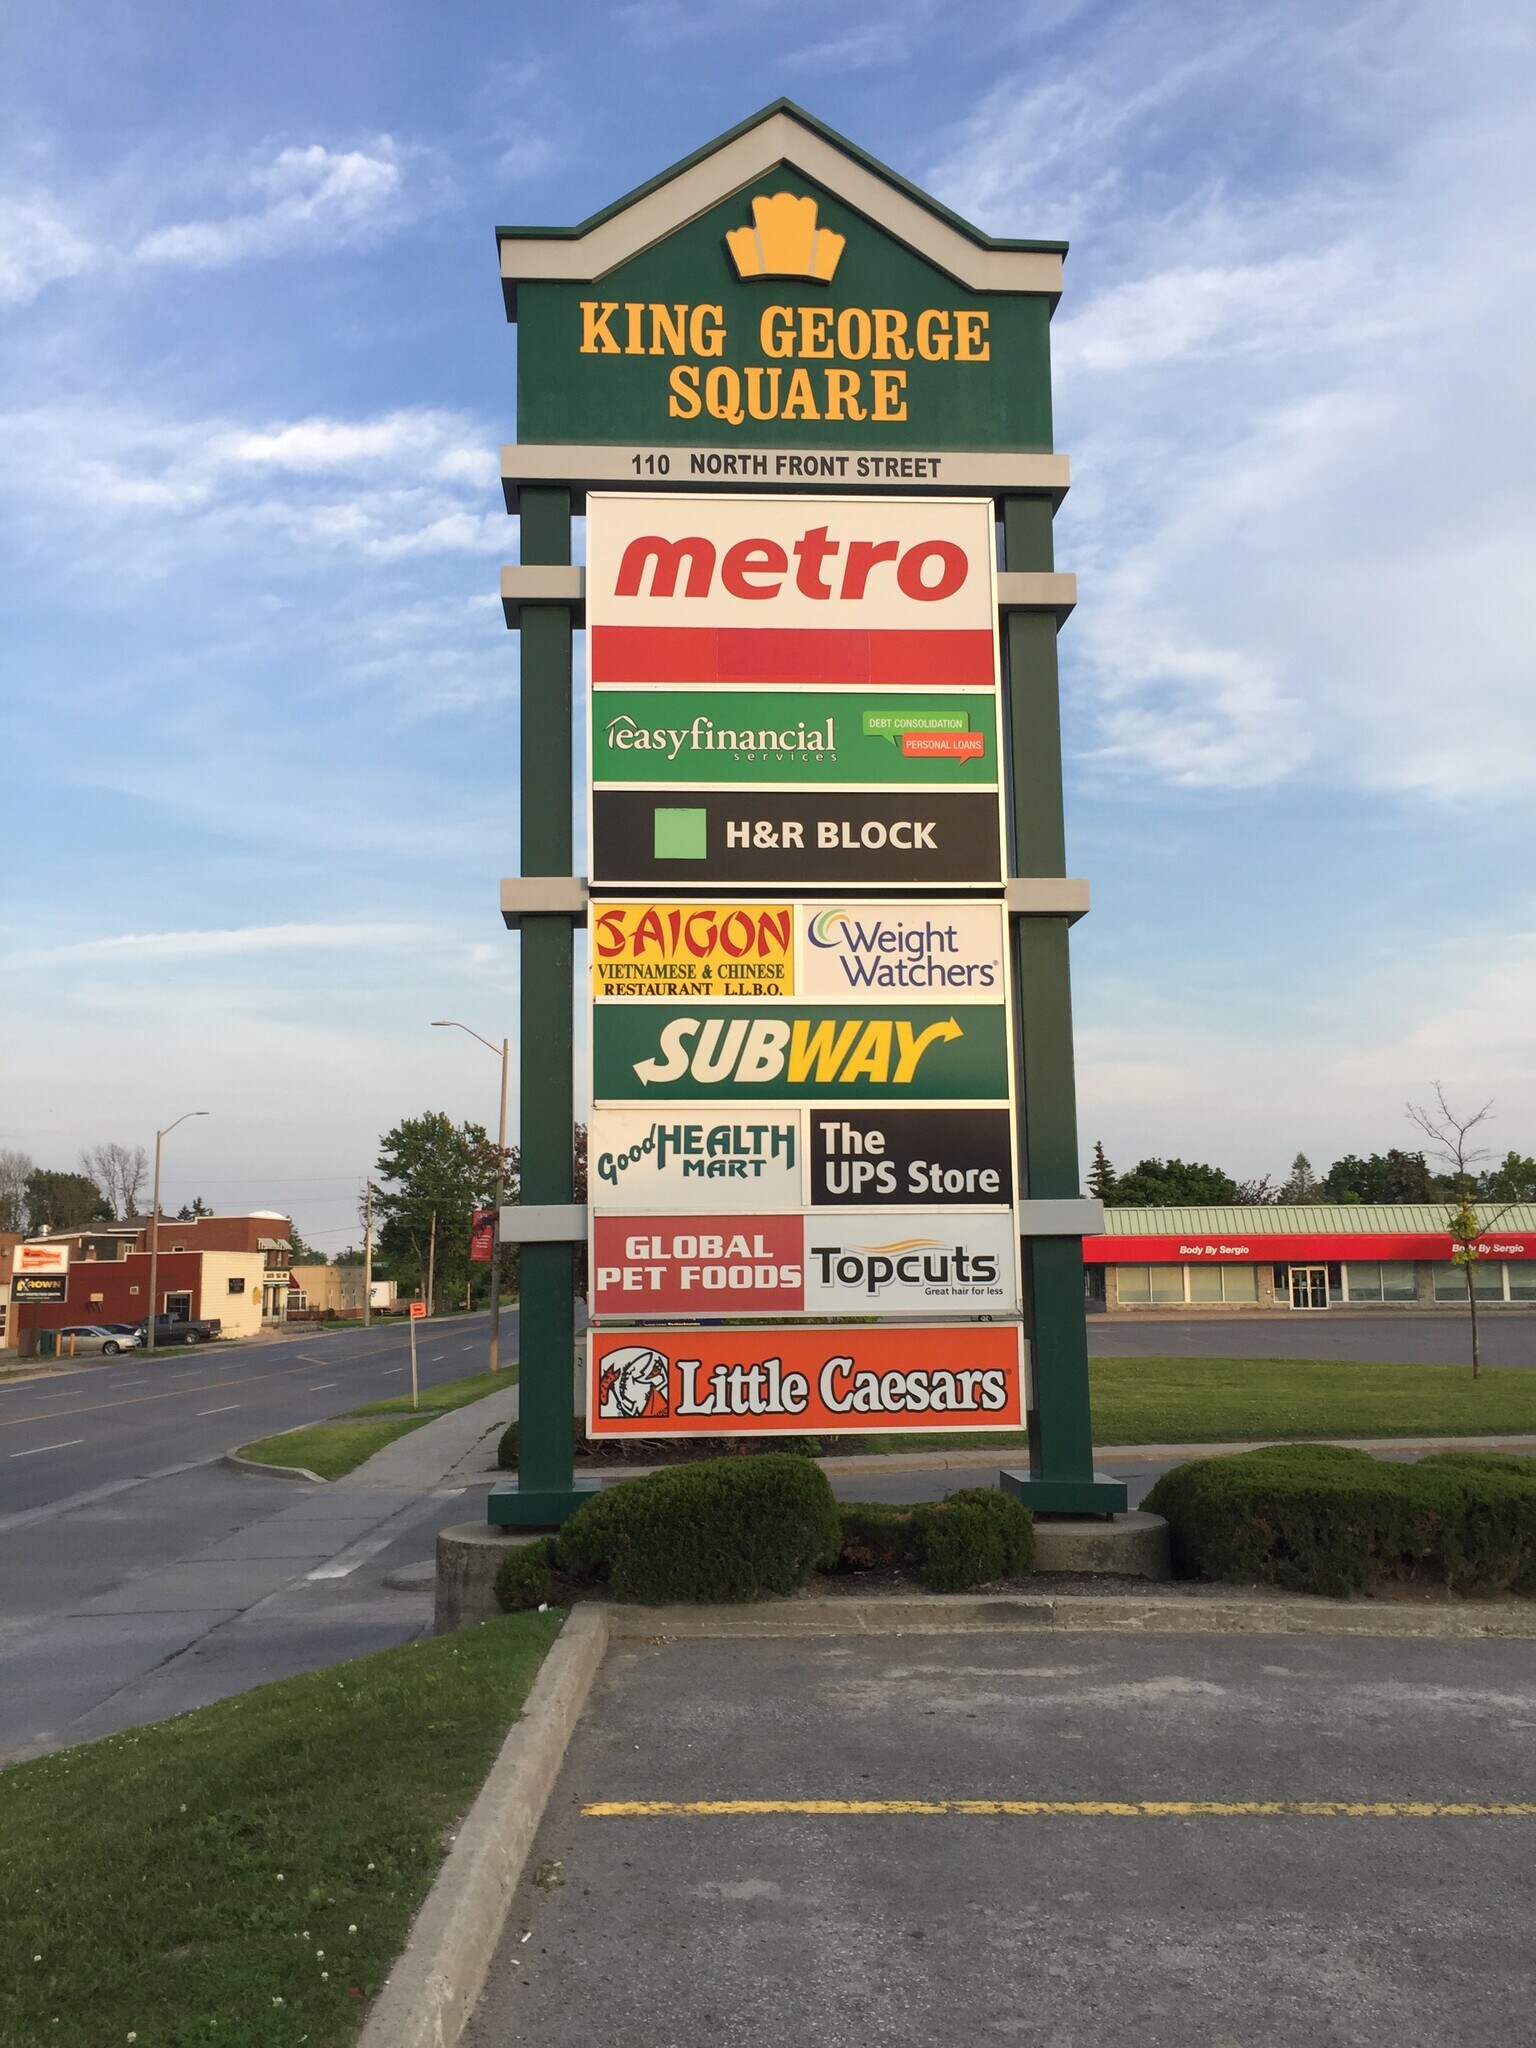 KING GEORGE
SQUARE
110 NORTH FRONT STREET
metro
easyfinancial
services
DEBT CONSOLIDATION
PERSONAL LOANS
H&R BLOCK
SAIGON
VIETNAMESE & CHINESE
RESTAURANT L.L.B.O.
Weight
Watchers®
SUBWAY
Good HEALTH
MART
The
UPS Store
GLOBAL
PET FOODS
Topcuts
Great hair for less
Little Caesars
Body By Sergio
Body By Sergio